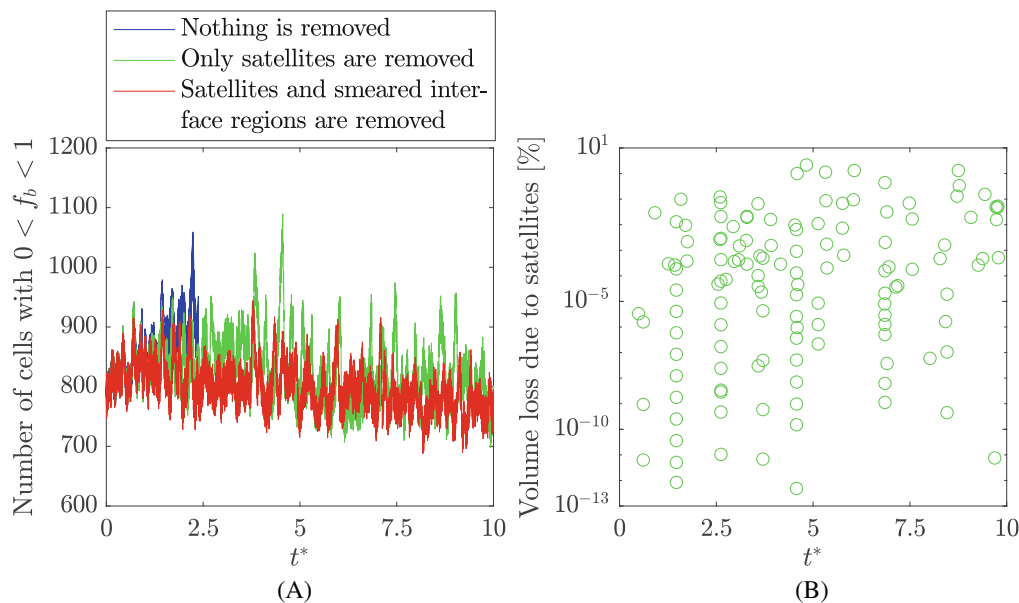 Nothing is removed
Only satellites are removed
Satellites and smeared inter-
face regions are removed
Number of cells with 0 < f_b < 1
1200
1100
1000
900
800
700
600
0
2.5
5
7.5
10
t*
(A)
Volume loss due to satellites [%]
10^1
10^−5
10^−10
10^−13
0
2.5
5
7.5
10
t*
(B)